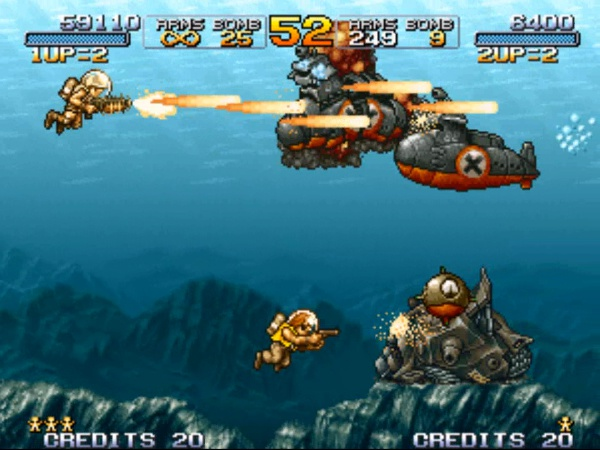 59110 ARMS BOMB 52 ARMS BOMB 6400
∞ 25 249 9
1UP=2 2UP=2
CREDITS 20 CREDITS 20